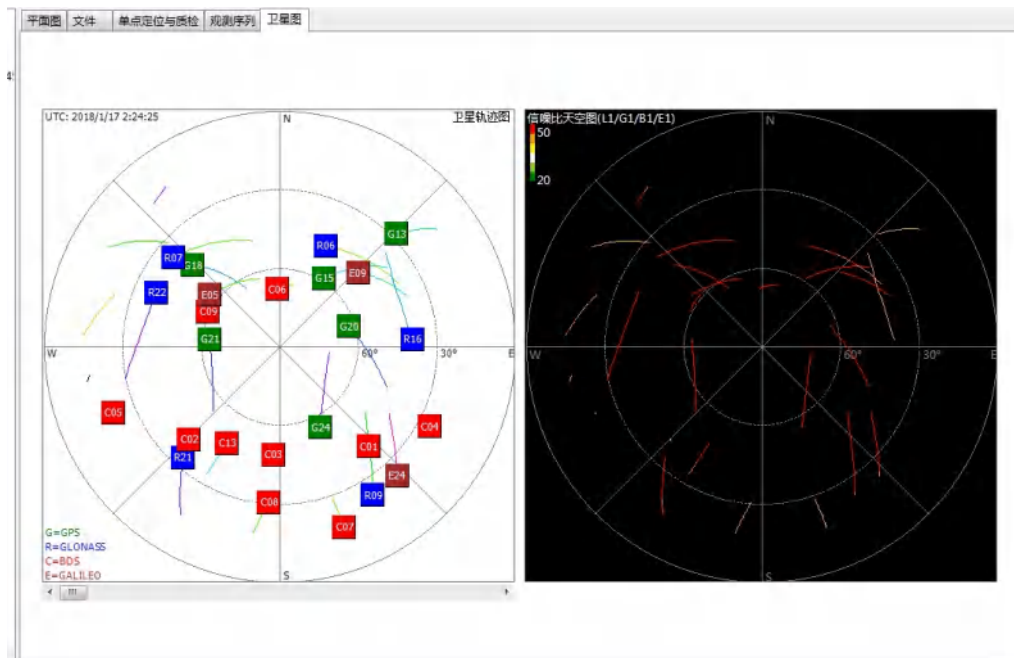 平面图 文件 单点定位与质检 观测序列 卫星图
UTC: 2018/1/17 2:24:25
N
卫星轨迹图
R06
G13
R07
G18
G15
E09
R22
E05
C06
C09
G21
G20
R16
W
60°
30°
E
C05
C02
C13
G24
C04
R21
C03
C01
E24
C08
R09
C07
G=GPS
R=GLONASS
C=BDS
E=GALILEO
S
信噪比天空图(L1/G1/B1/E1)
50
20
N
W
60°
30°
E
S